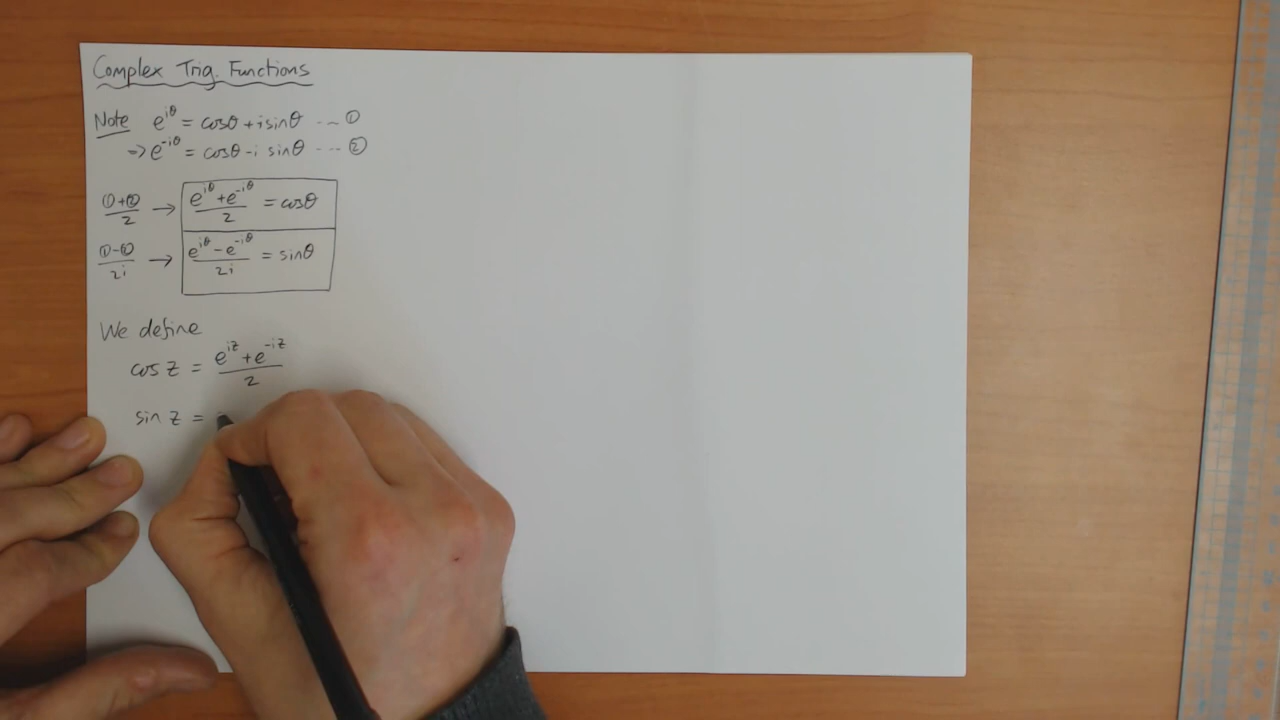 Complex Trig. Functions
Note e^{iθ} = cosθ + i sinθ ... ①
⇒ e^{-iθ} = cosθ - i sinθ ... ②
(①+②)/2 → (e^{iθ} + e^{-iθ})/2 = cosθ
(①-②)/2i → (e^{iθ} - e^{-iθ})/2i = sinθ
We define
cos z = (e^{iz} + e^{-iz})/2
sin z =